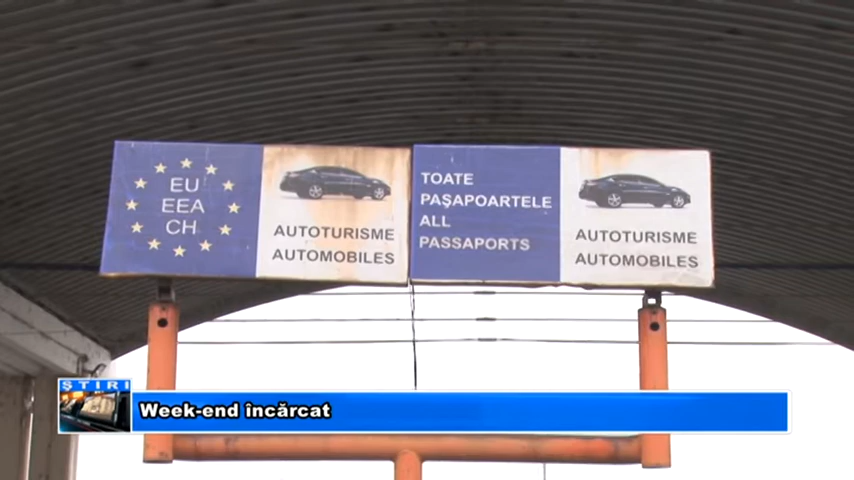 EU
EEA
CH
AUTOTURISME
AUTOMOBILES
TOATE
PAŞAPOARTELE
ALL
PASSAPORTS
AUTOTURISME
AUTOMOBILES
ŞTIRI
Week-end încărcat